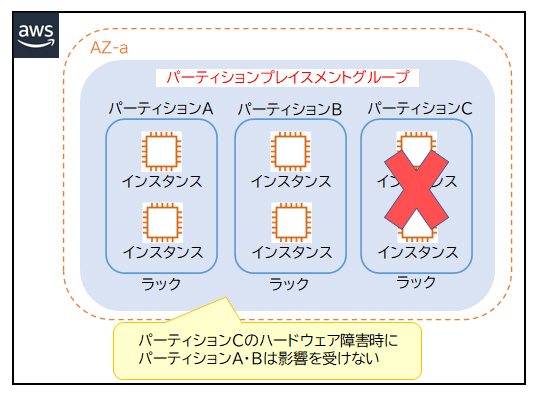 aws
AZ-a
パーティションプレイスメントグループ
パーティションA
パーティションB
パーティションC
インスタンス
インスタンス
インスタンス
インスタンス
インスタンス
インスタンス
ラック
ラック
ラック
パーティションCのハードウェア障害時に
パーティションA・Bは影響を受けない